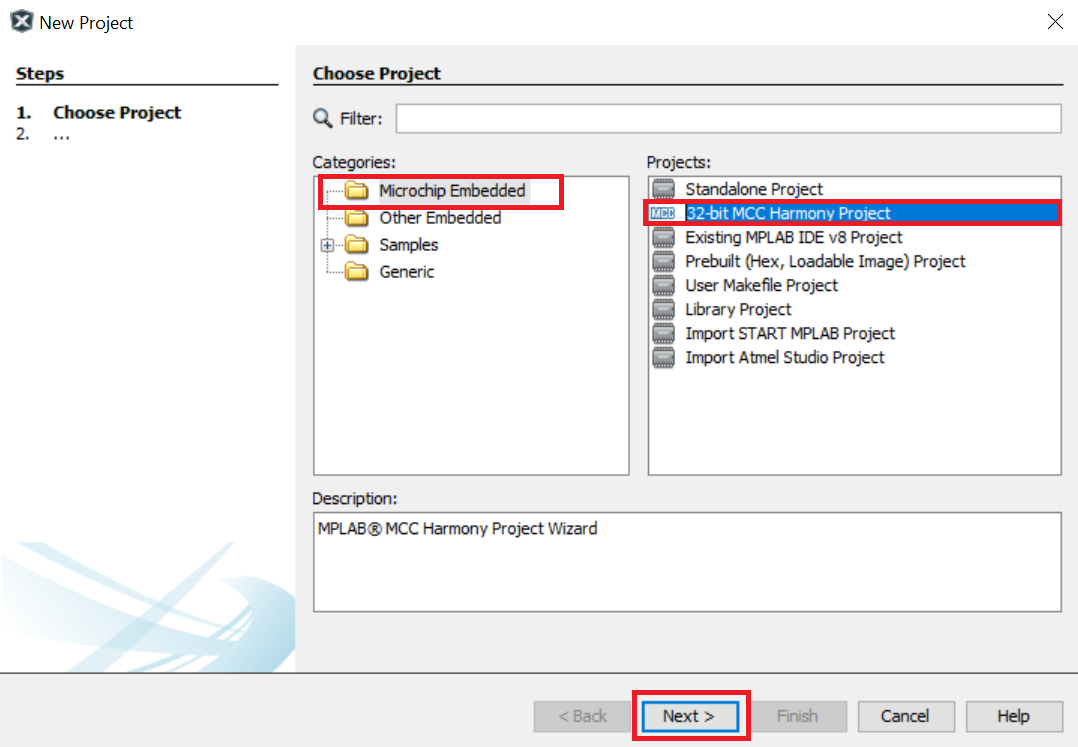 New Project
Steps
1. Choose Project
2. ...
Choose Project
Filter:
Categories:
Microchip Embedded
Other Embedded
Samples
Generic
Projects:
Standalone Project
MCC 32-bit MCC Harmony Project
Existing MPLAB IDE v8 Project
Prebuilt (Hex, Loadable Image) Project
User Makefile Project
Library Project
Import START MPLAB Project
Import Atmel Studio Project
Description:
MPLAB® MCC Harmony Project Wizard
< Back
Next >
Finish
Cancel
Help